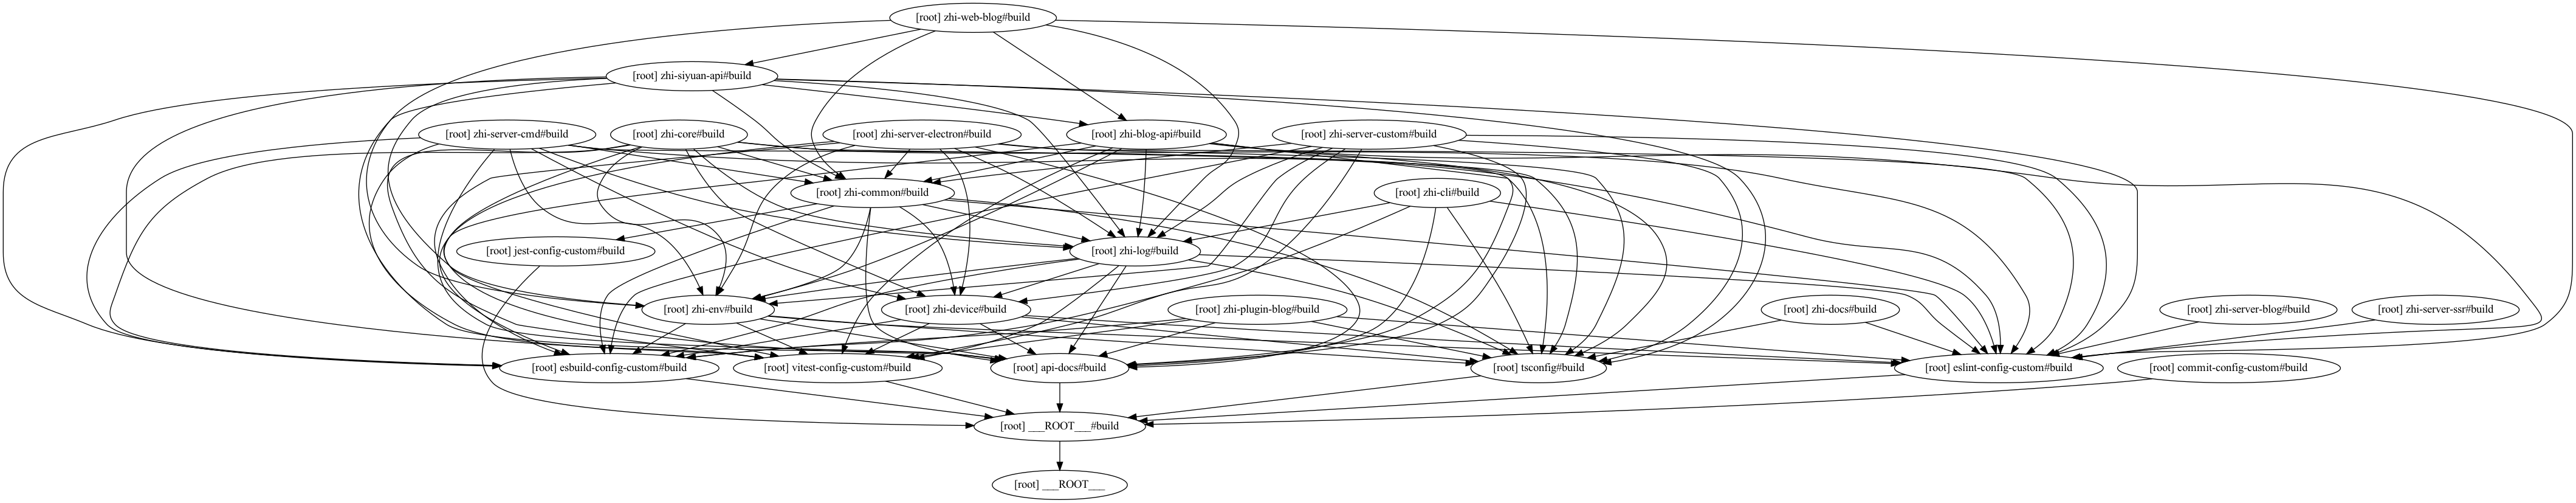 [root] zhi-web-blog#build
[root] zhi-siyuan-api#build
[root] zhi-server-cmd#build
[root] zhi-core#build
[root] zhi-server-electron#build
[root] zhi-blog-api#build
[root] zhi-server-custom#build
[root] zhi-common#build
[root] zhi-cli#build
[root] jest-config-custom#build
[root] zhi-log#build
[root] zhi-env#build
[root] zhi-device#build
[root] zhi-plugin-blog#build
[root] zhi-docs#build
[root] zhi-server-blog#build
[root] zhi-server-ssr#build
[root] esbuild-config-custom#build
[root] vitest-config-custom#build
[root] api-docs#build
[root] tsconfig#build
[root] eslint-config-custom#build
[root] commit-config-custom#build
[root] ___ROOT___#build
[root] ___ROOT___